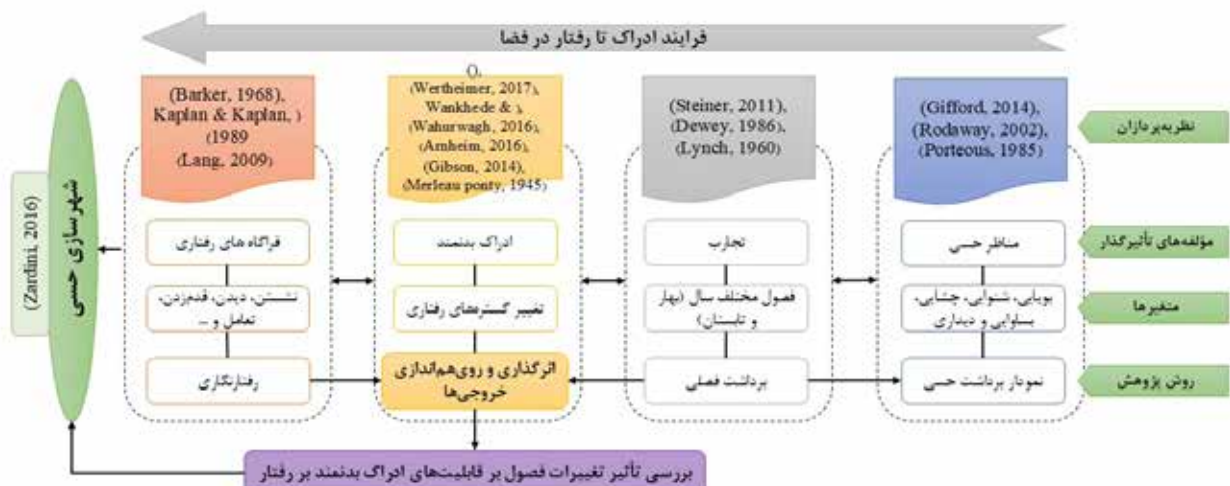 فرایند ادراک تا رفتار در فضا
نظریه‌پردازان
(Gifford, 2014),
(Rodaway, 2002),
(Porteous, 1985)
(Steiner, 2011),
(Dewey, 1986),
(Lynch, 1960)
(),
(Wertheimer, 2017),
Wankhede & ),
(Wahurwagh, 2016),
(Arnheim, 2016),
(Gibson, 2014),
(Merleau ponty, 1945)
(Barker, 1968),
Kaplan & Kaplan, )
(1989
(Lang, 2009)
مؤلفه‌های تأثیرگذار
مناظر حسی
تجارب
ادراک بدنمند
قراگاه های رفتاری
متغیرها
بویایی، شنوایی، چشایی،
بساوایی و دیداری
فصول مختلف سال (بهار
و تابستان)
تغییر گستره‌های رفتاری
نشستن، دیدن، قدم‌زدن،
تعامل و ...
روش پژوهش
نمودار برداشت حسی
برداشت فصلی
اثرگذاری و روی‌هم‌اندازی
خروجی‌ها
رفتارنگاری
شهرسازی حسی
(Zardini, 2016)
بررسی تأثیر تغییرات فصول بر قابلیت‌های ادراک بدنمند بر رفتار